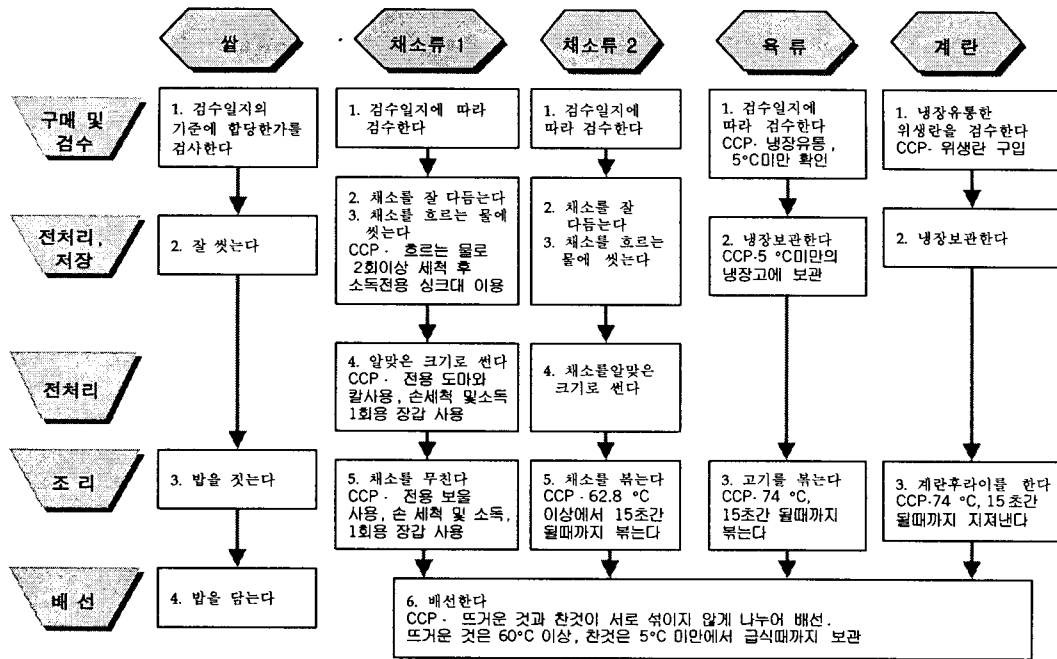 쌀
채소류 1
채소류 2
육 류
계 란
구매 및
검수
1. 검수일지의
기준에 합당한가를
검사한다
1. 검수일지에 따라
검수한다
1. 검수일지에
따라 검수한다
1. 검수일지에
따라 검수한다
CCP- 냉장유통,
5°C미만 확인
1. 냉장유통한
위생란을 검수한다
CCP- 위생란 구입
전처리,
저장
2. 잘 씻는다
2. 채소를 잘 다듬는다
3. 채소를 흐르는 물에
씻는다
CCP - 흐르는 물로
2회이상 세척 후
소독전용 싱크대 이용
2. 채소를 잘
다듬는다
3. 채소를 흐르는
물에 씻는다
2. 냉장보관한다
CCP-5 °C미만의
냉장고에 보관
2. 냉장보관한다
전처리
4. 알맞은 크기로 썬다
CCP - 전용 도마와
칼사용, 손세척 및소독
1회용 장갑 사용
4. 채소를알맞은
크기로 썬다
조 리
3. 밥을 짓는다
5. 채소를 무친다
CCP - 전용 보울
사용, 손 세척 및 소독,
1회용 장갑 사용
5. 채소를 볶는다
CCP -62.8 °C
이상에서 15초간
될때까지 볶는다
3. 고기를 볶는다
CCP-74 °C,
15초간 될때까지
볶는다
3. 계란후라이를 한다
CCP-74 °C, 15초간
될때까지 지져낸다
배 선
4. 밥을 담는다
6. 배선한다
CCP - 뜨거운 것과 찬것이 서로 섞이지 않게 나누어 배선.
뜨거운 것은 60°C 이상, 찬것은 5°C 미만에서 급식때까지 보관